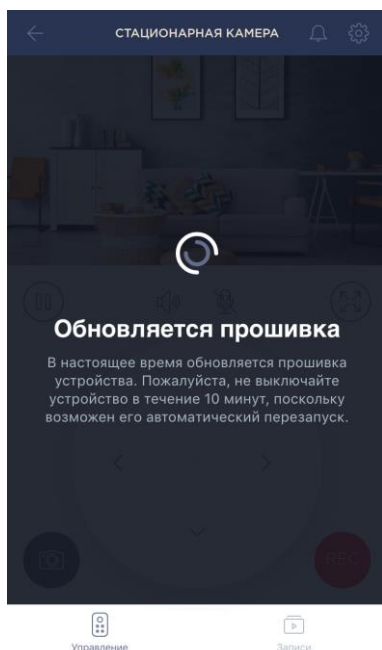 СТАЦИОНАРНАЯ КАМЕРА
Обновляется прошивка
В настоящее время обновляется прошивка
устройства. Пожалуйста, не выключайте
устройство в течение 10 минут, поскольку
возможен его автоматический перезапуск.
REC
Управление
Записи